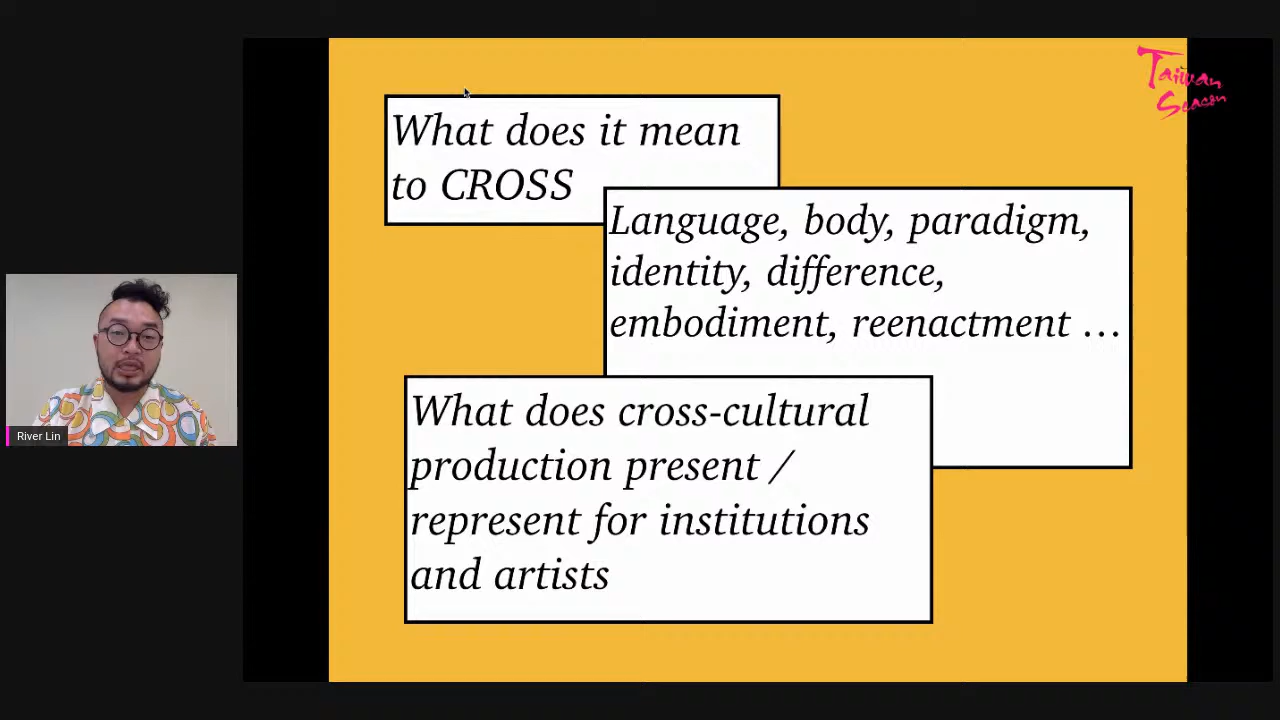 Taiwan
Season
What does it mean
to CROSS
Language, body, paradigm,
identity, difference,
embodiment, reenactment …
What does cross-cultural
production present /
represent for institutions
and artists
River Lin